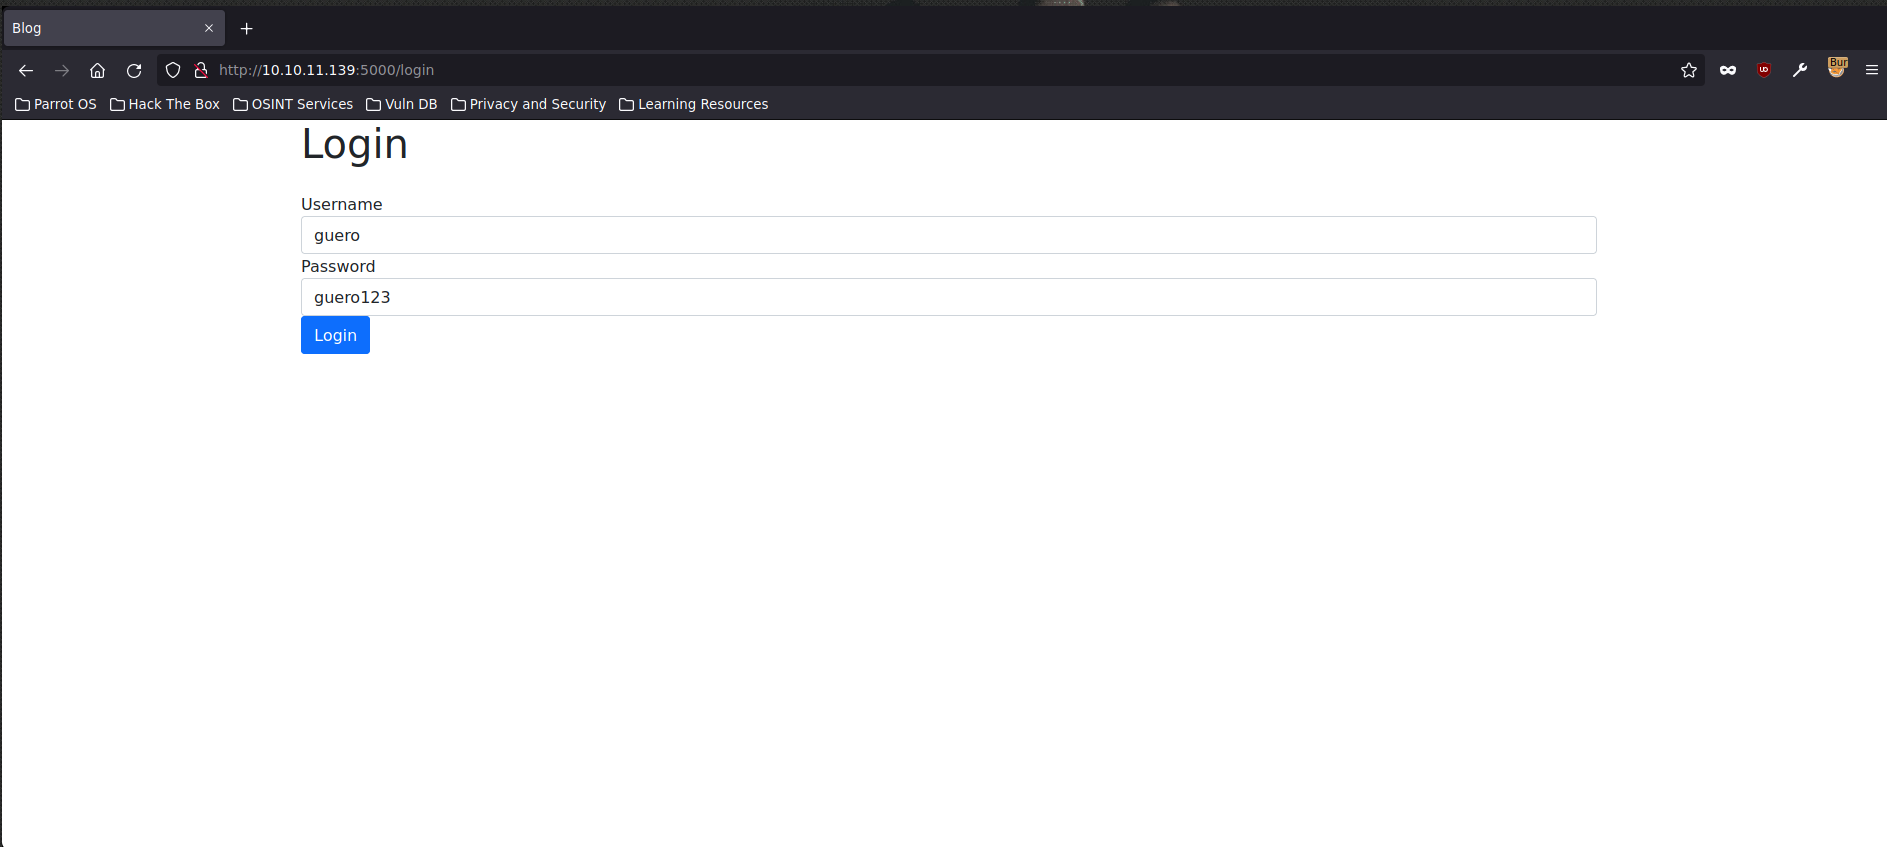 Blog
http://10.10.11.139:5000/login
Bur
Parrot OS Hack The Box OSINT Services Vuln DB Privacy and Security Learning Resources
Login
Username
guero
Password
guero123
Login